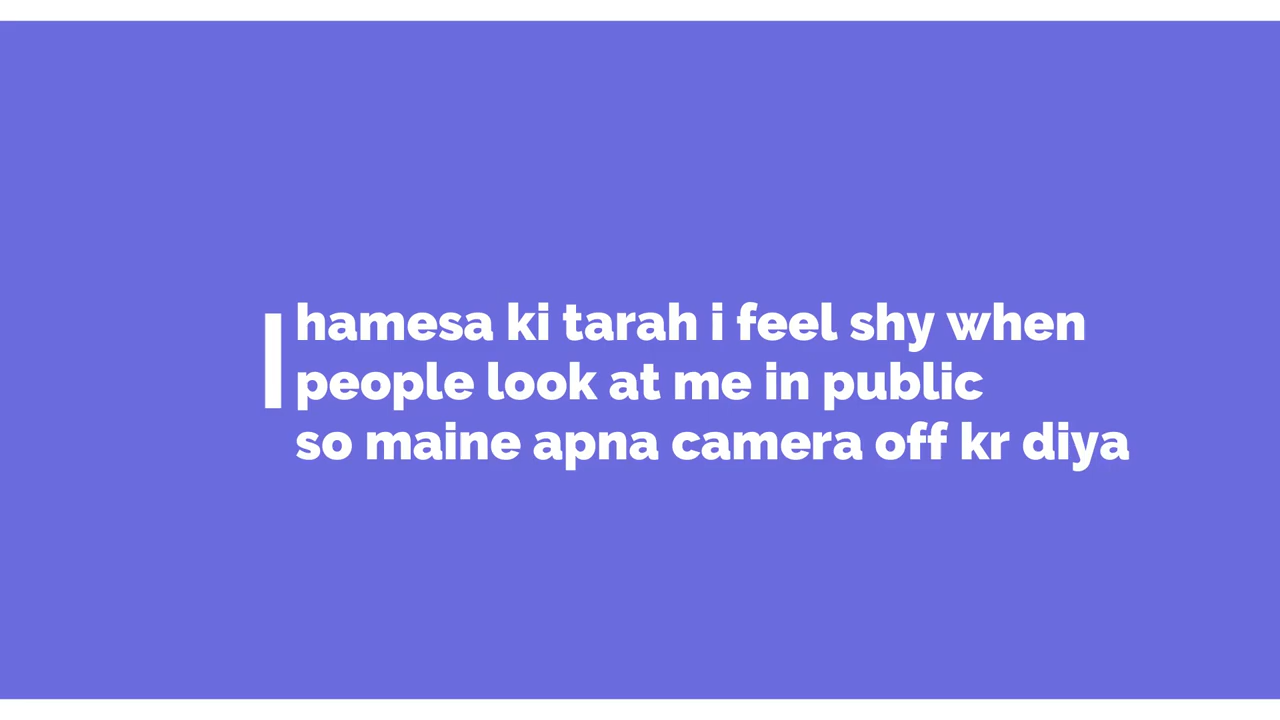 hamesa ki tarah i feel shy when
people look at me in public
so maine apna camera off kr diya